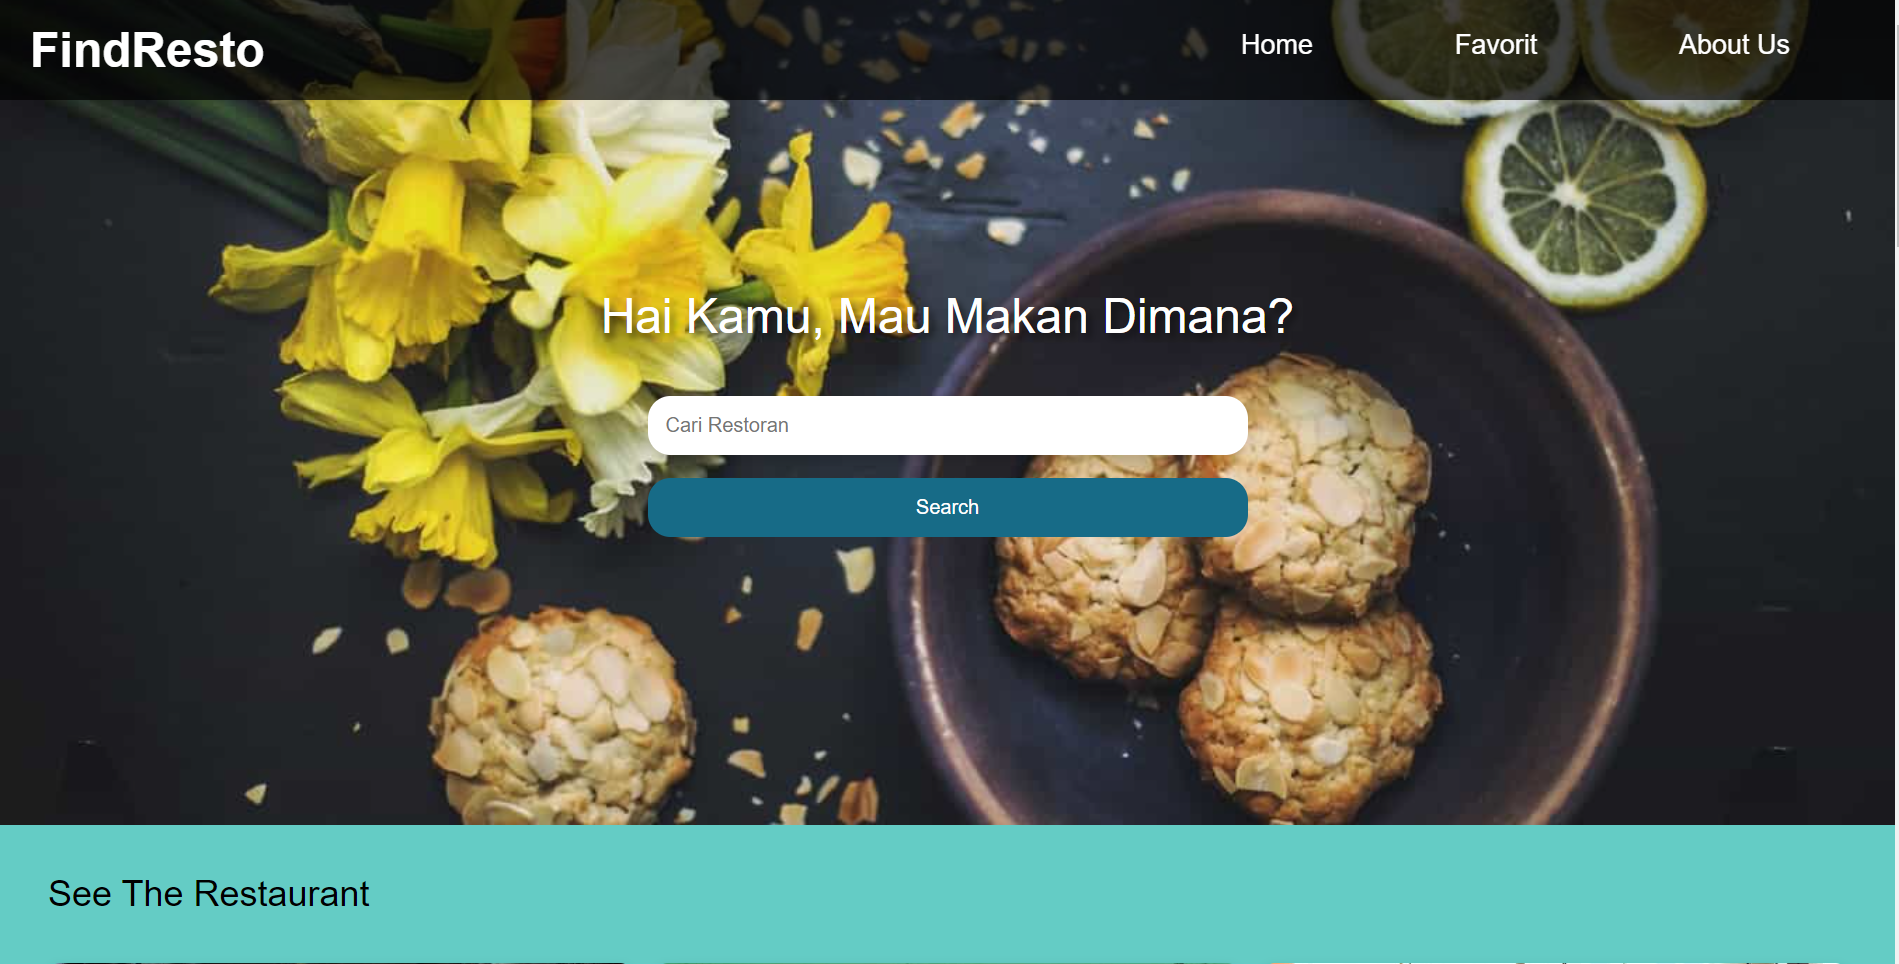 FindResto
Home Favorit About Us
Hai Kamu, Mau Makan Dimana?
Cari Restoran
Search
See The Restaurant